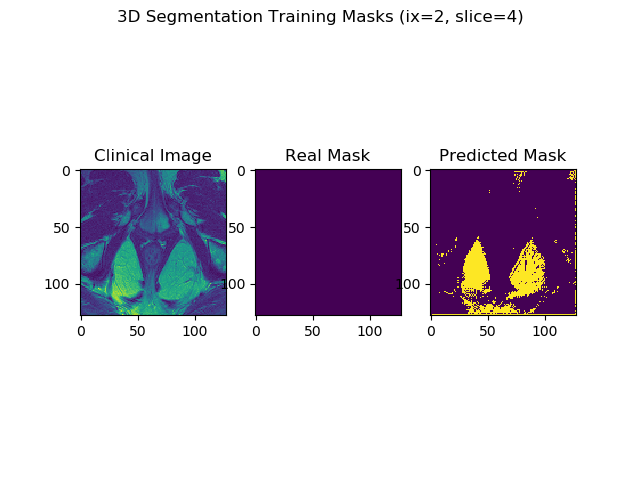 3D Segmentation Training Masks (ix=2, slice=4)
Clinical Image Real Mask Predicted Mask
0 0 0
50 50 50
100 100 100
0 50 100 0 50 100 0 50 100